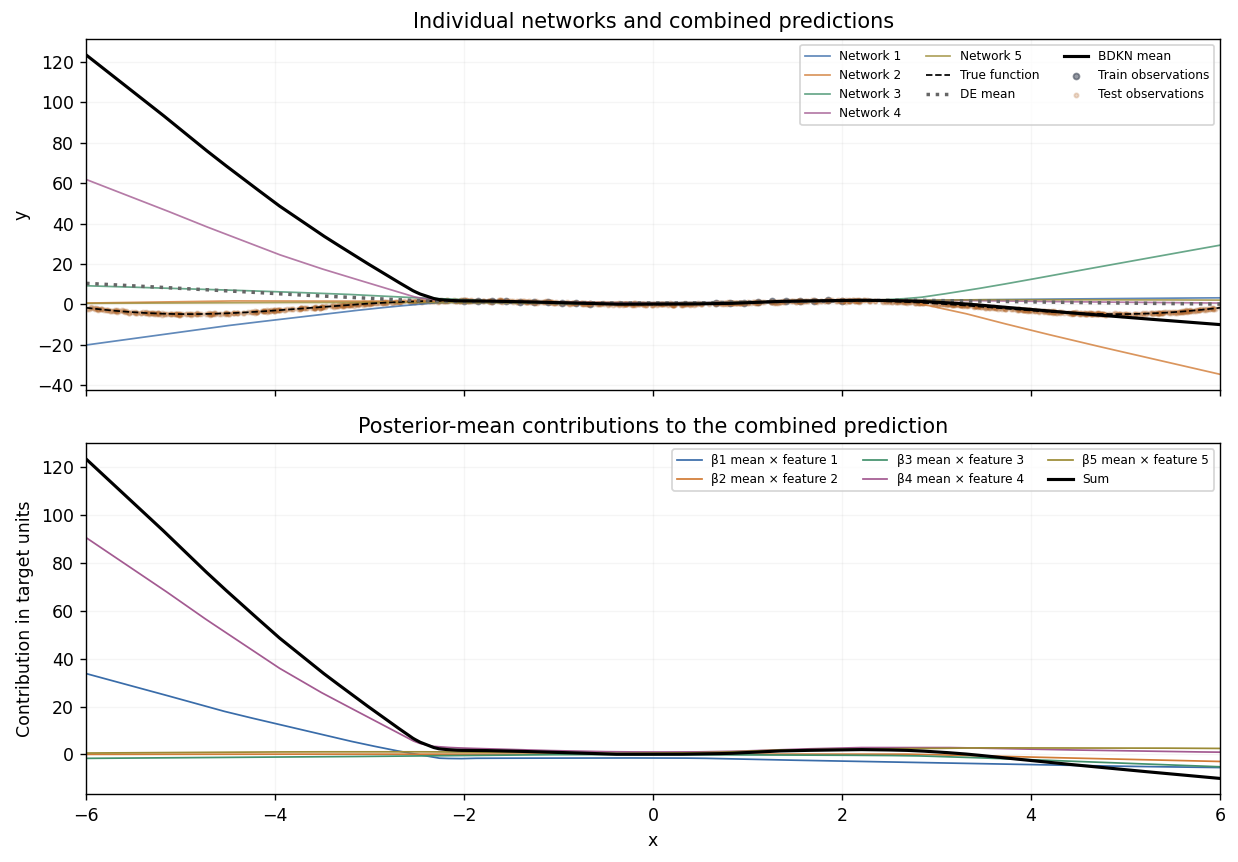 Individual networks and combined predictions
120
100
80
60
40
20
0
−20
−40
y
Network 1
Network 2
Network 3
Network 4
Network 5
True function
DE mean
BDKN mean
Train observations
Test observations
Posterior-mean contributions to the combined prediction
120
100
80
60
40
20
0
Contribution in target units
β1 mean × feature 1
β2 mean × feature 2
β3 mean × feature 3
β4 mean × feature 4
β5 mean × feature 5
Sum
−6 −4 −2 0 2 4 6
x